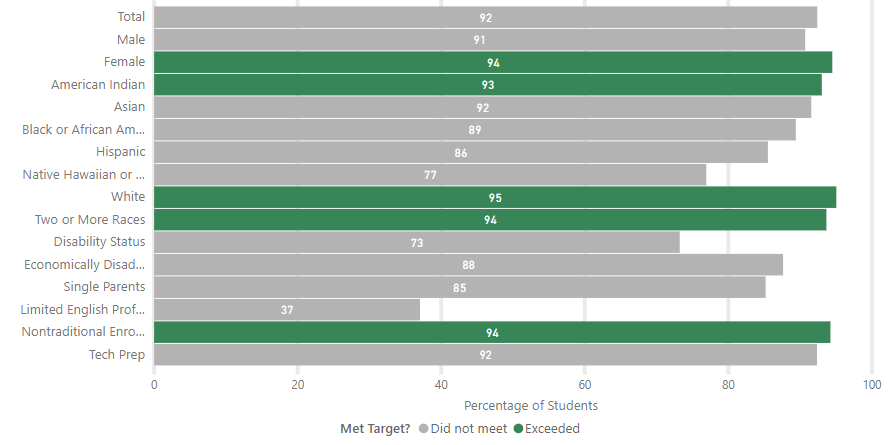 Total 92
Male 91
Female 94
American Indian 93
Asian 92
Black or African Am... 89
Hispanic 86
Native Hawaiian or ... 77
White 95
Two or More Races 94
Disability Status 73
Economically Disad... 88
Single Parents 85
Limited English Prof... 37
Nontraditional Enro... 94
Tech Prep 92
0 20 40 60 80 100
Percentage of Students
Met Target? Did not meet Exceeded